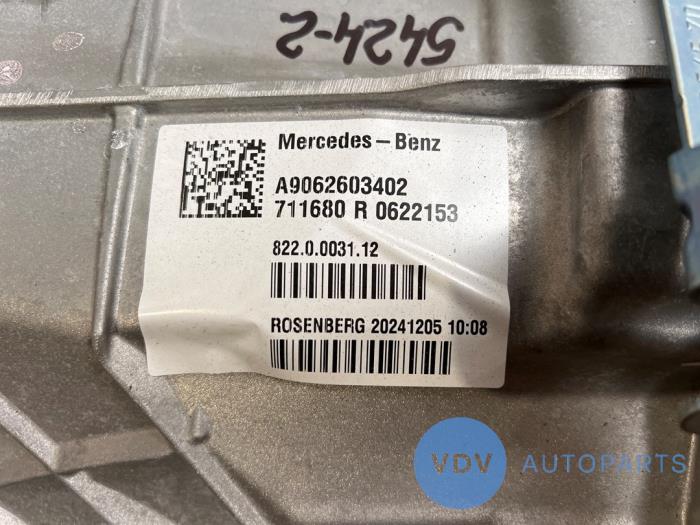 5424-2
Mercedes-Benz
A9062603402
711680 R 0622153
822.0.0031.12
ROSENBERG 20241205 10:08
VDV AUTOPARTS